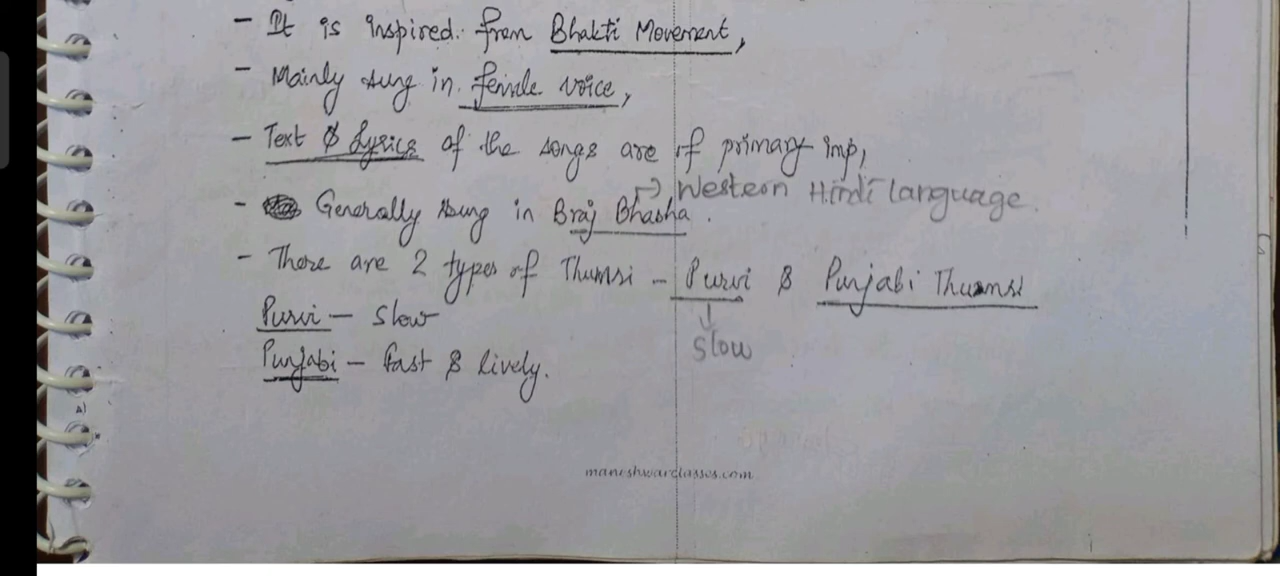 - It is inspired from Bhakti Movement,
- Mainly sung in female voice,
- Text & Lyrics of the songs are of primary imp,
→ Western Hindi language.
- Generally sung in Braj Bhasha.
- There are 2 types of Thumri - Purvi & Punjabi Thumri
↓
slow
Purvi - Slow
Punjabi - fast & lively.
A)
maneshwarclasses.com